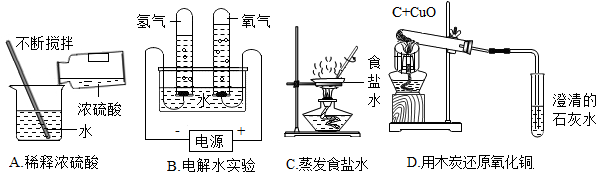 不断搅拌
浓硫酸
水
A.稀释浓硫酸
氢气
氧气
水
- 电源 +
B.电解水实验
食
盐
水
C.蒸发食盐水
C+CuO
澄清的
石灰水
D.用木炭还原氧化铜